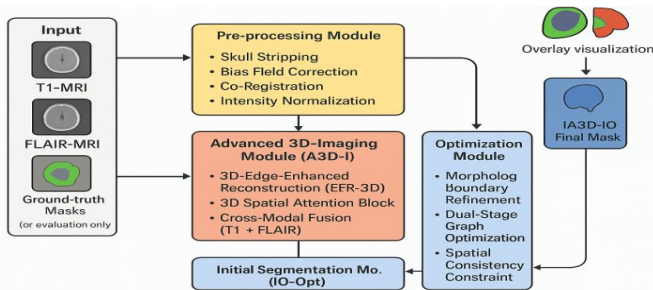 Input
T1-MRI
FLAIR-MRI
Ground-truth
Masks
(or evaluation only
Pre-processing Module
• Skull Stripping
• Bias Field Correction
• Co-Registration
• Intensity Normalization
Advanced 3D-Imaging
Module (A3D-I)
• 3D-Edge-Enhanced
Reconstruction (EFR-3D)
• 3D Spatial Attention Block
• Cross-Modal Fusion
(T1 + FLAIR)
Initial Segmentation Mo.
(IO-Opt)
Optimization
Module
• Morpholog
Boundary
Refinement
• Dual-Stage
Graph
Optimization
• Spatial
Consistency
Constraint
Overlay visualization
IA3D-IO
Final Mask